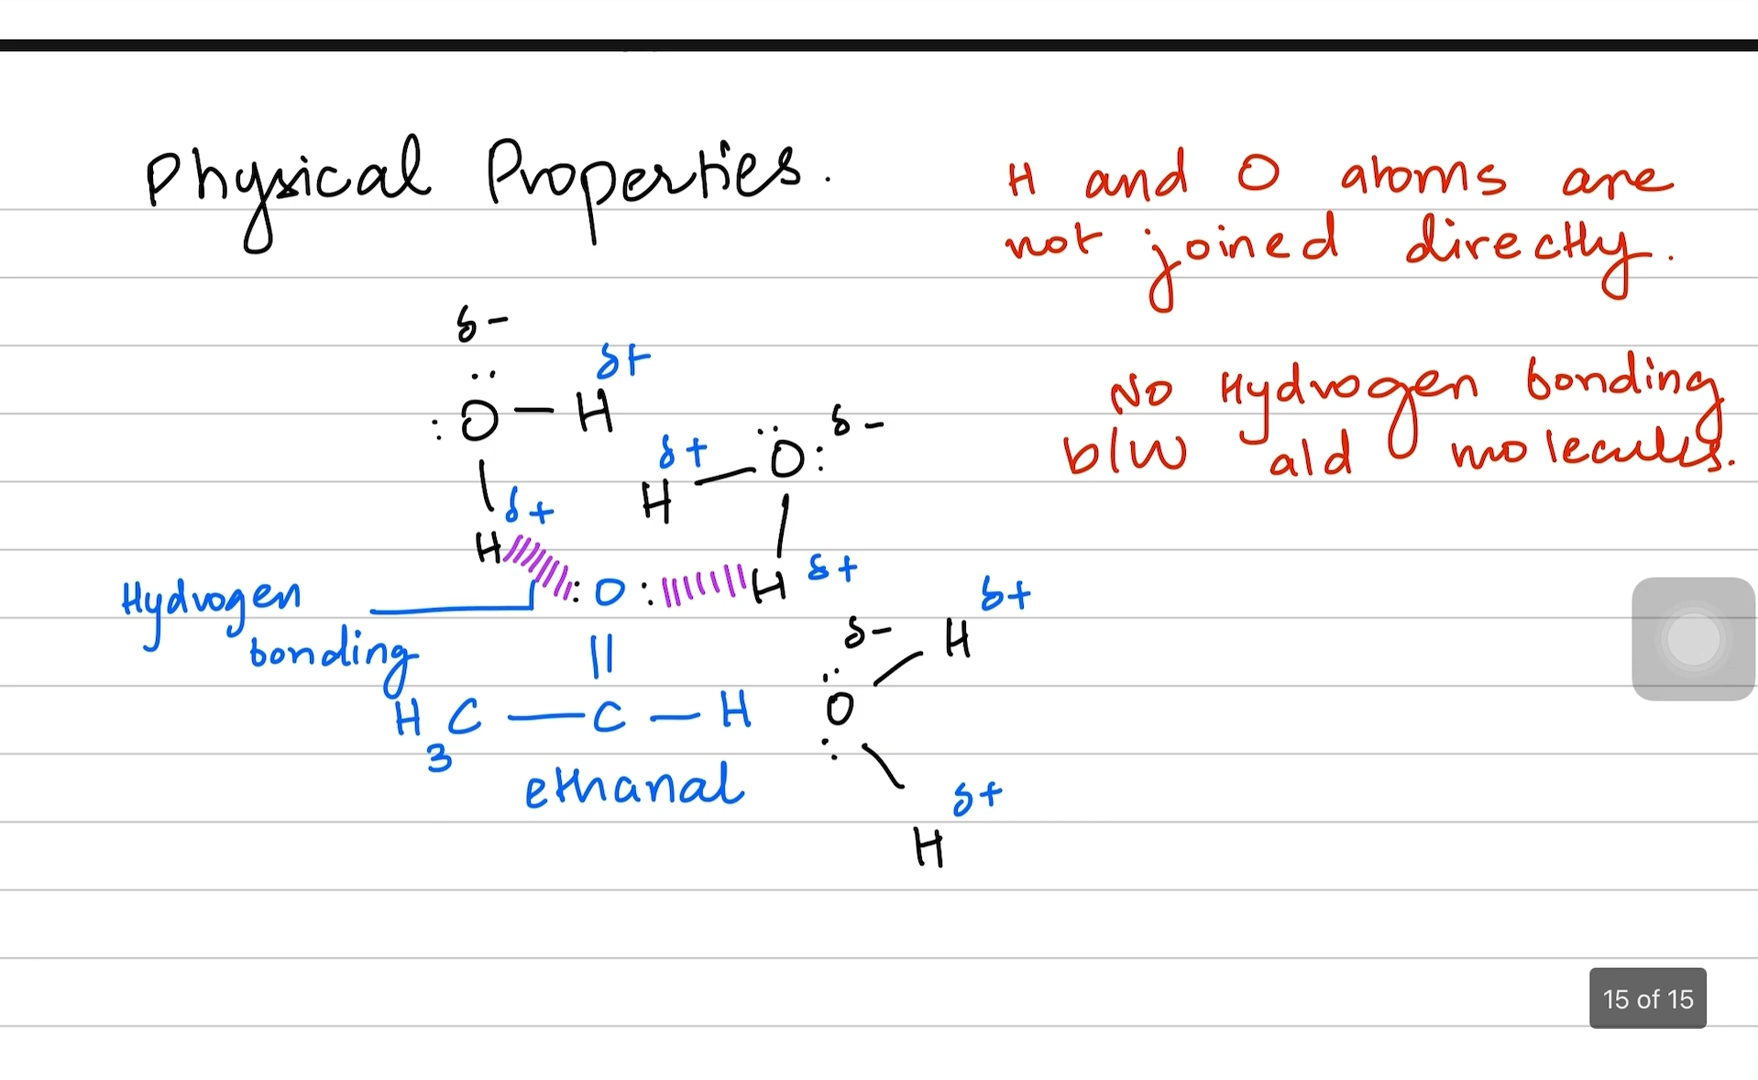 Physical Properties.
H and O atoms are
not joined directly.
δ-
δ+
:O - H
δ-
δ+
H
O:
No Hydrogen bonding
b/w ald molecules.
δ+
H
:O:
H
δ+
Hydrogen
bonding
δ+
δ-
H
||
H3C - C - H
O
ethanal
δ+
H
15 of 15